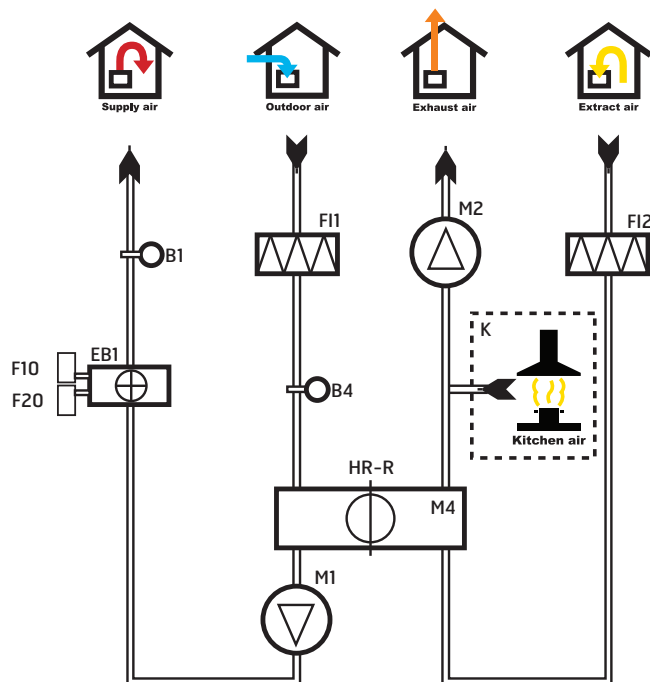 Supply air
Outdoor air
Exhaust air
Extract air
M2
FI1
FI2
B1
K
F10
EB1
F20
B4
Kitchen air
HR-R
M4
M1